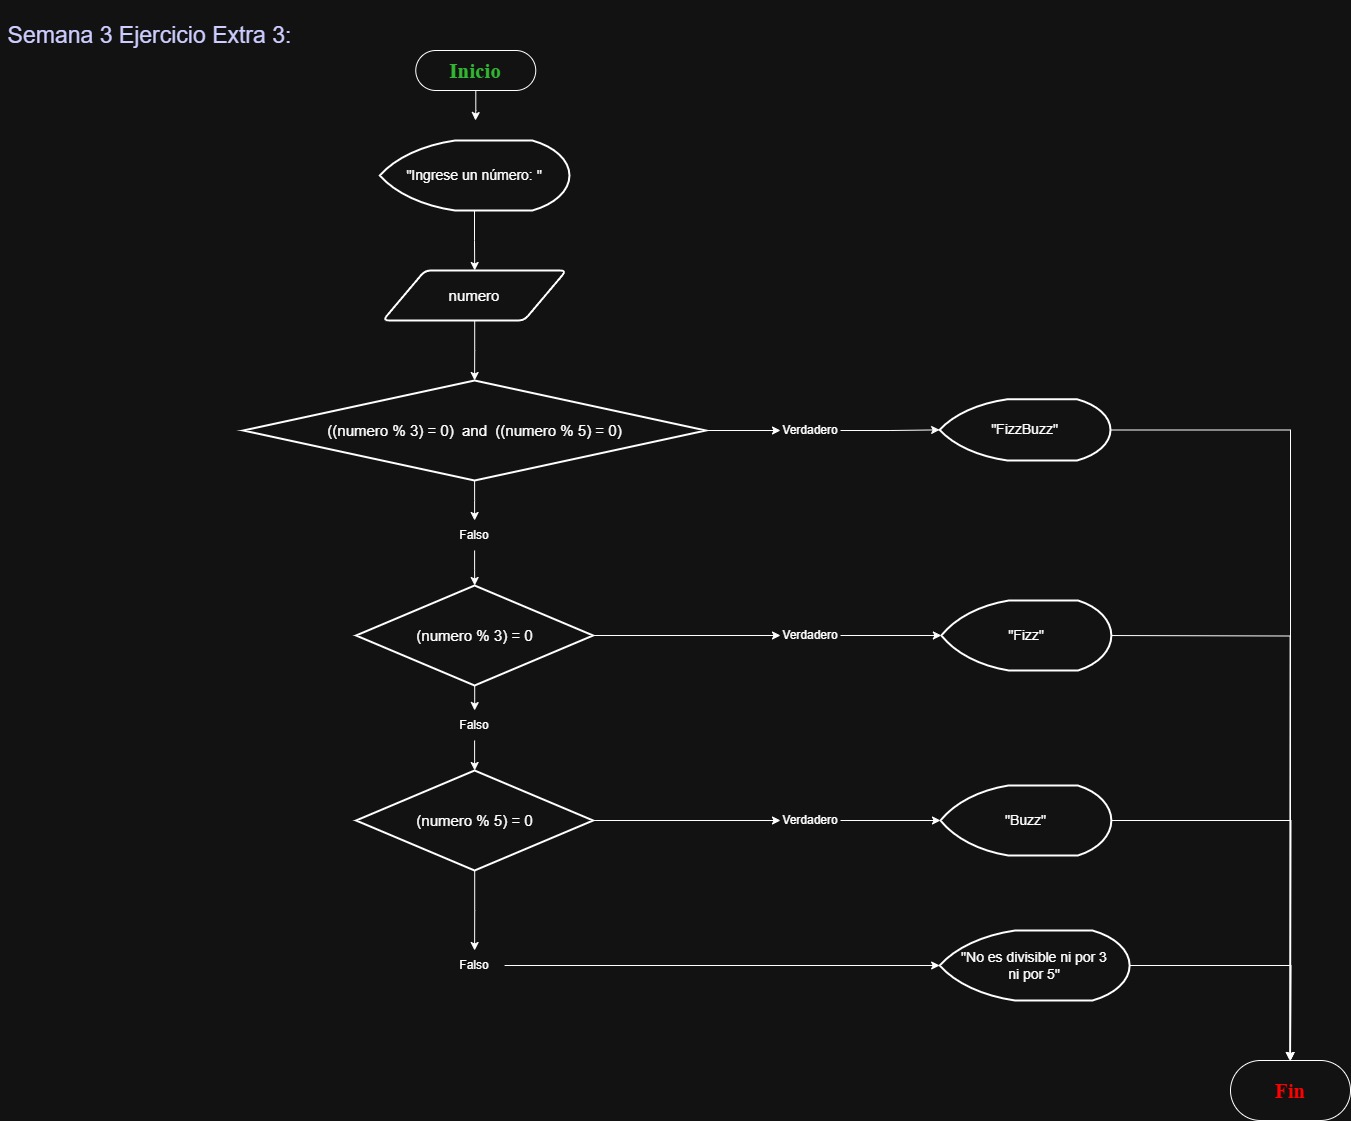 Semana 3 Ejercicio Extra 3:
Inicio
"Ingrese un número: "
numero
((numero % 3) = 0) and ((numero % 5) = 0)
Verdadero
"FizzBuzz"
Falso
(numero % 3) = 0
Verdadero
"Fizz"
Falso
(numero % 5) = 0
Verdadero
"Buzz"
Falso
"No es divisible ni por 3
ni por 5"
Fin